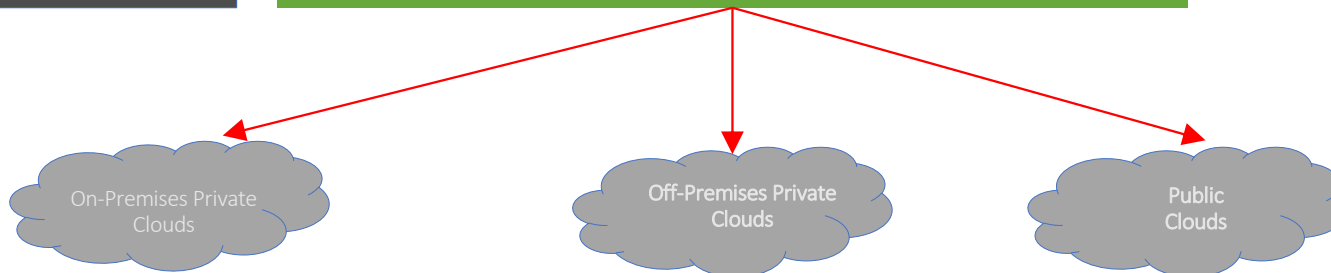 On-Premises Private
Clouds
Off-Premises Private
Clouds
Public
Clouds